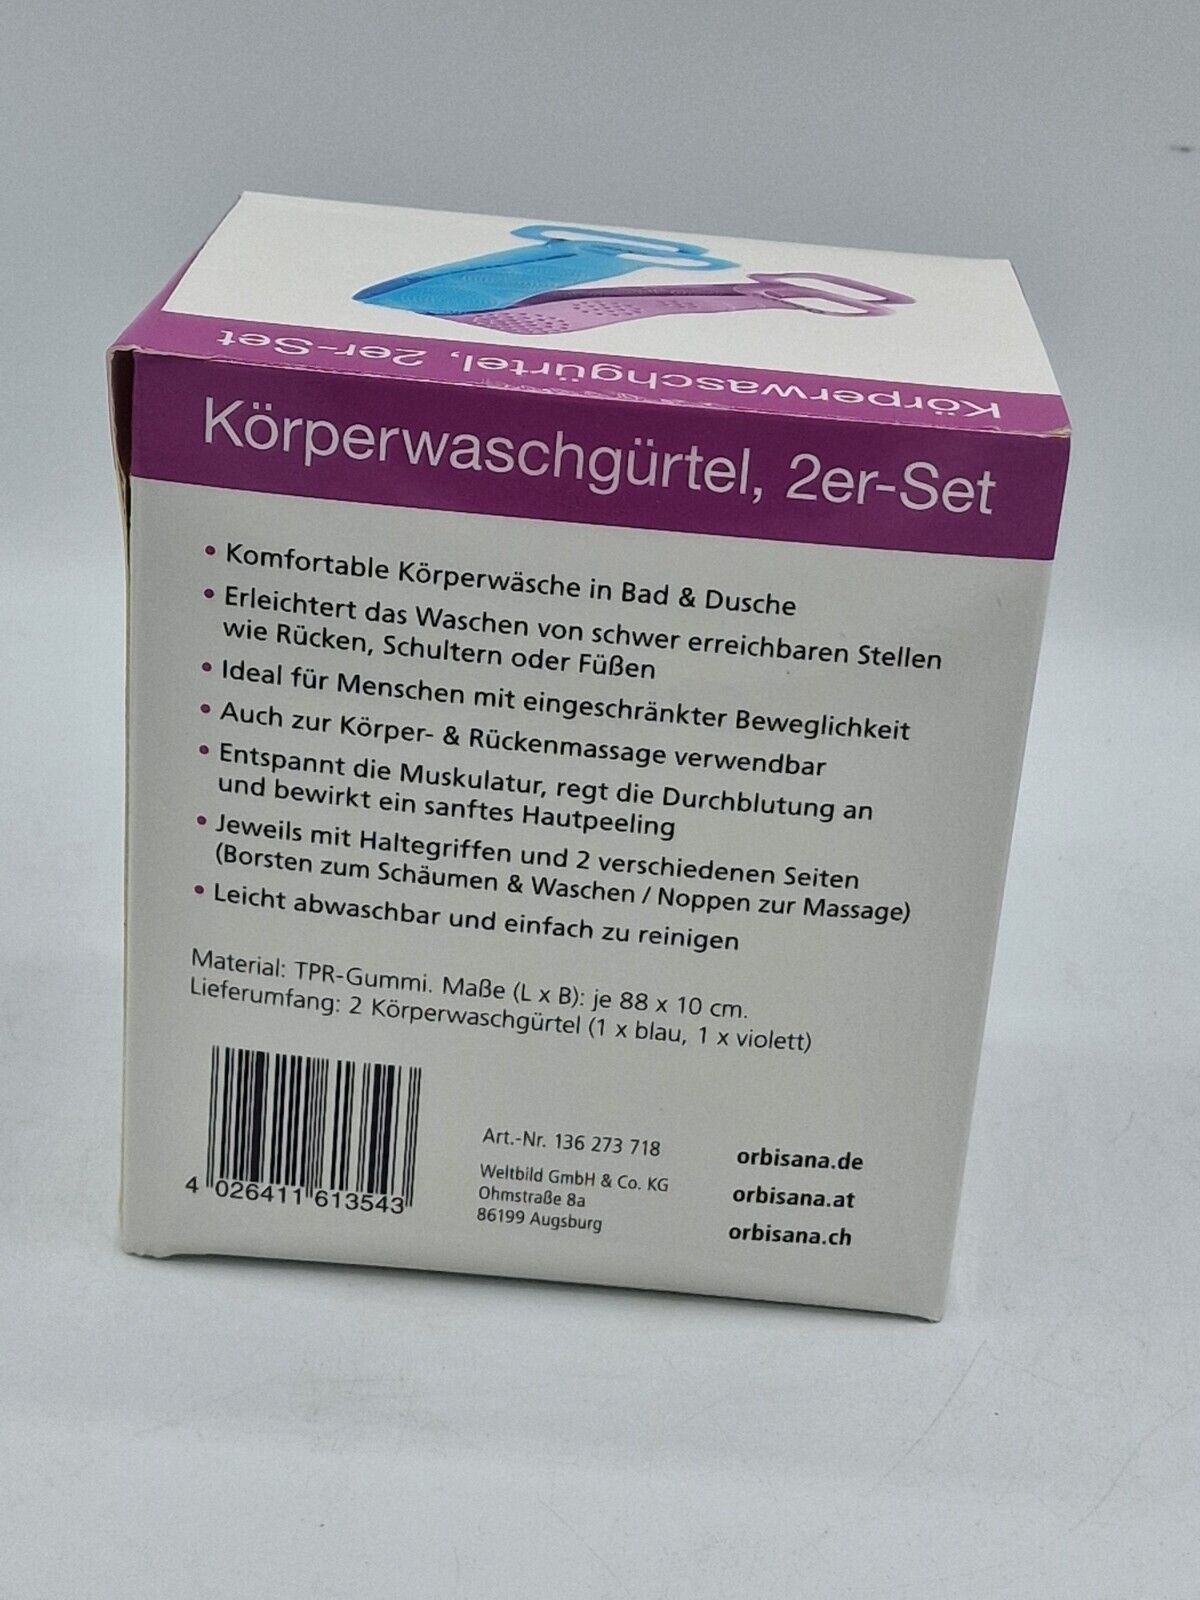 Körperwaschgürtel, 2er-Set
Körperwaschgürtel, 2er-Set
• Komfortable Körperwäsche in Bad & Dusche
• Erleichtert das Waschen von schwer erreichbaren Stellen
wie Rücken, Schultern oder Füßen
• Ideal für Menschen mit eingeschränkter Beweglichkeit
• Auch zur Körper- & Rückenmassage verwendbar
• Entspannt die Muskulatur, regt die Durchblutung an
und bewirkt ein sanftes Hautpeeling
• Jeweils mit Haltegriffen und 2 verschiedenen Seiten
(Borsten zum Schäumen & Waschen / Noppen zur Massage)
• Leicht abwaschbar und einfach zu reinigen
Material: TPR-Gummi. Maße (L x B): je 88 x 10 cm.
Lieferumfang: 2 Körperwaschgürtel (1 x blau, 1 x violett)
4 026411 613543
Art.-Nr. 136 273 718
Weltbild GmbH & Co. KG
Ohmstraße 8a
86199 Augsburg
orbisana.de
orbisana.at
orbisana.ch